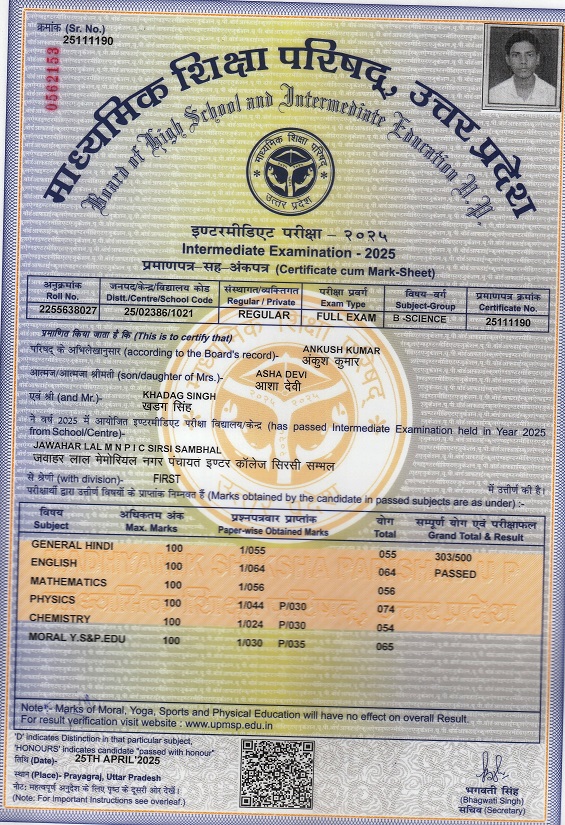 क्रमांक (Sr. No.)
25111190
0562153
माध्यमिक शिक्षा परिषद्, उत्तर प्रदेश
Board of High School and Intermediate Education U.P.
माध्यमिक शिक्षा परिषद्
उत्तर प्रदेश
इण्टरमीडिएट परीक्षा – २०२५
Intermediate Examination - 2025
प्रमाणपत्र सह अंकपत्र (Certificate cum Mark-Sheet)
अनुक्रमांक जनपद/केन्द्र/विद्यालय कोड संस्थागत/व्यक्तिगत परीक्षा प्रवर्ग विषय वर्ग प्रमाणपत्र क्रमांक
Roll No. Distt./Centre/School Code Regular / Private Exam Type Subject-Group Certificate No.
2255638027 25/02386/1021 REGULAR FULL EXAM B -SCIENCE 25111190
प्रमाणित किया जाता है कि (This is to certify that)
परिषद् के अभिलेखानुसार (according to the Board's record)- ANKUSH KUMAR
अंकुश कुमार
आत्मज/आत्मजा श्रीमती (son/daughter of Mrs.)- ASHA DEVI
आशा देवी
एवं श्री (and Mr.)- KHADAG SINGH
खडग सिंह
ने वर्ष 2025 में आयोजित इण्टरमीडिएट परीक्षा विद्यालय/केन्द्र (has passed Intermediate Examination held in Year 2025
from School/Centre)-
JAWAHAR LAL M N P I C SIRSI SAMBHAL
जवाहर लाल मेमोरियल नगर पंचायत इण्टर कॉलेज सिरसी सम्मल
से श्रेणी (with division)- FIRST में उत्तीर्ण की है।
परीक्षार्थी द्वारा उत्तीर्ण विषयों के प्राप्तांक निम्नवत हैं (Marks obtained by the candidate in passed subjects are as under) :-
विषय अधिकतम अंक प्रश्नपत्रवार प्राप्तांक योग सम्पूर्ण योग एवं परीक्षाफल
Subject Max. Marks Paper-wise Obtained Marks Total Grand Total & Result
GENERAL HINDI 100 1/055 055 303/500
ENGLISH 100 1/064 064 PASSED
MATHEMATICS 100 1/056 056
PHYSICS 100 1/044 P/030 074
CHEMISTRY 100 1/024 P/030 054
MORAL Y.S&P.EDU 100 1/030 P/035 065
Note*:- Marks of Moral, Yoga, Sports and Physical Education will have no effect on overall Result.
For result verification visit website : www.upmsp.edu.in
'D' indicates Distinction in that particular subject,
'HONOURS' indicates candidate "passed with honour"
तिथि (Date)- 25TH APRIL'2025
स्थान (Place)- Prayagraj, Uttar Pradesh
नोट: महत्वपूर्ण अनुदेश के लिए पृष्ठ के दूसरी ओर देखें।
(Note: For Important Instructions see overleaf.)
भगवती सिंह
(Bhagwati Singh)
सचिव (Secretary)